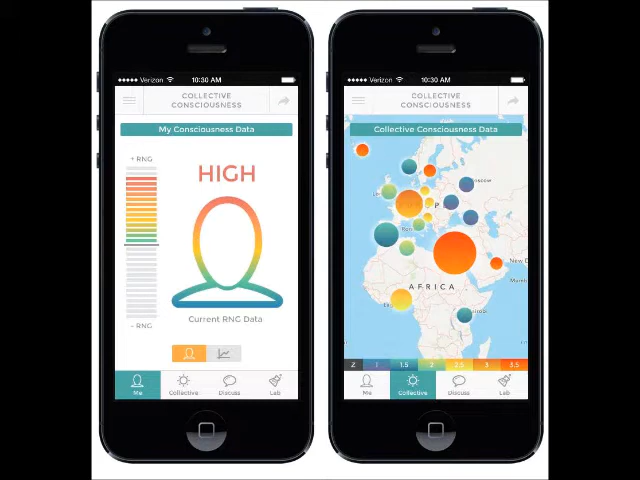 Verizon 10:30 AM
COLLECTIVE
CONSCIOUSNESS
My Consciousness Data
+ RNG
HIGH
- RNG
Current RNG Data
Me Collective Discuss Lab
Verizon 10:30 AM
COLLECTIVE
CONSCIOUSNESS
Collective Consciousness Data
AFRICA
Z 1 1.5 2 2.5 3 3.5
Me Collective Discuss Lab